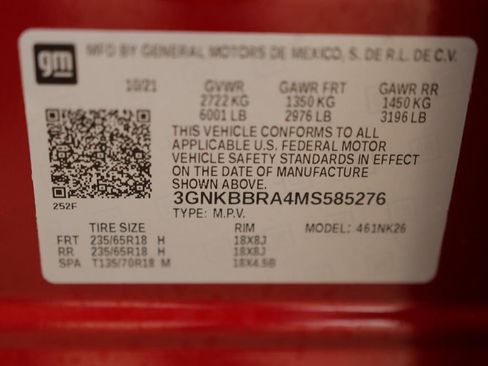 gm
MFD BY GENERAL MOTORS DE MEXICO, S. DE R.L. DE C.V.
10/21 GVWR GAWR FRT GAWR RR
2722 KG 1350 KG 1450 KG
6001 LB 2976 LB 3196 LB
THIS VEHICLE CONFORMS TO ALL
APPLICABLE U.S. FEDERAL MOTOR
VEHICLE SAFETY STANDARDS IN EFFECT
ON THE DATE OF MANUFACTURE
SHOWN ABOVE.
252F
3GNKBBRA4MS585276
TYPE: M.P.V. MODEL: 461NK26
TIRE SIZE RIM
FRT 235/65R18 H 18X8J
RR 235/65R18 H 18X8J
SPA T135/70R18 M 18X4.5B